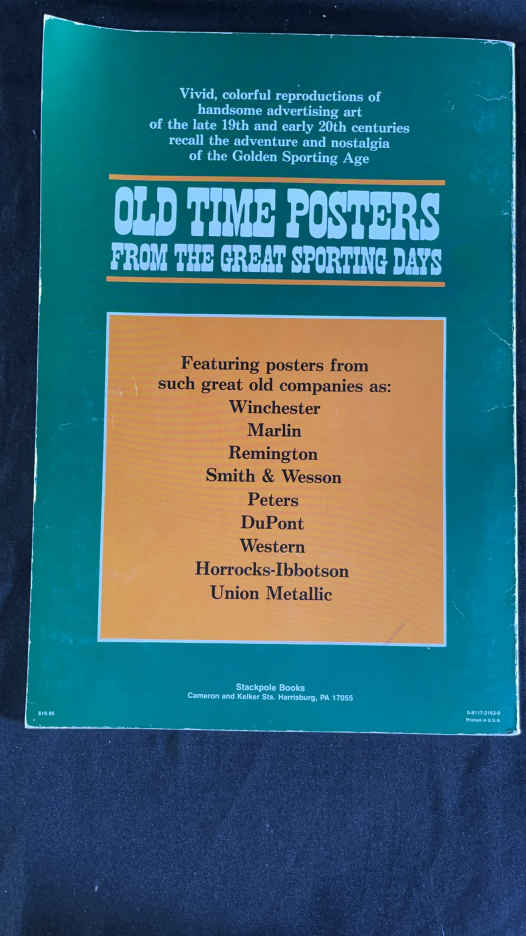 Vivid, colorful reproductions of
handsome advertising art
of the late 19th and early 20th centuries
recall the adventure and nostalgia
of the Golden Sporting Age
OLD TIME POSTERS
FROM THE GREAT SPORTING DAYS
Featuring posters from
such great old companies as:
Winchester
Marlin
Remington
Smith & Wesson
Peters
DuPont
Western
Horrocks-Ibbotson
Union Metallic
Stackpole Books
Cameron and Kelker Sts. Harrisburg, PA 17055
Printed in U.S.A.